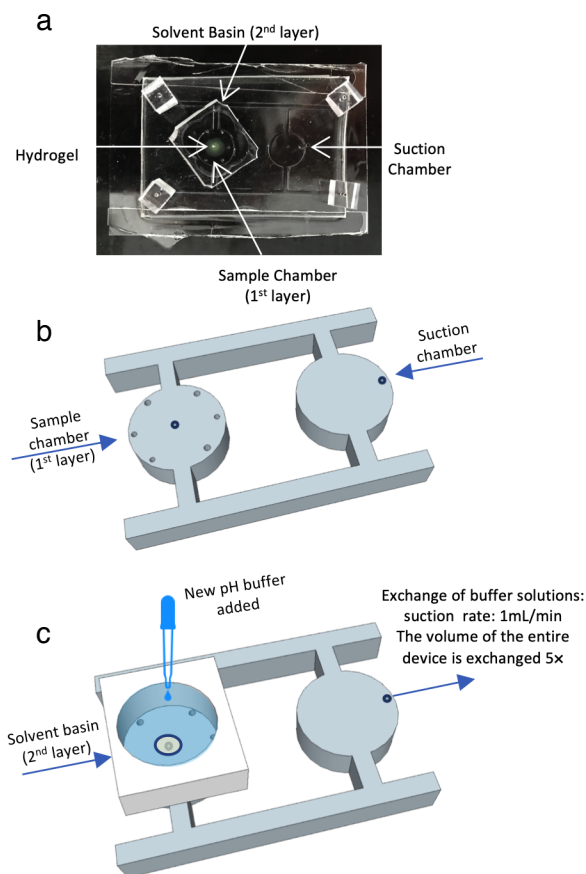 a
Solvent Basin (2nd layer)
Hydrogel
Suction
Chamber
Sample Chamber
(1st layer)
b
Suction
chamber
Sample
chamber
(1st layer)
c
New pH buffer
added
Exchange of buffer solutions:
suction rate: 1mL/min
The volume of the entire
device is exchanged 5×
Solvent basin
(2nd layer)